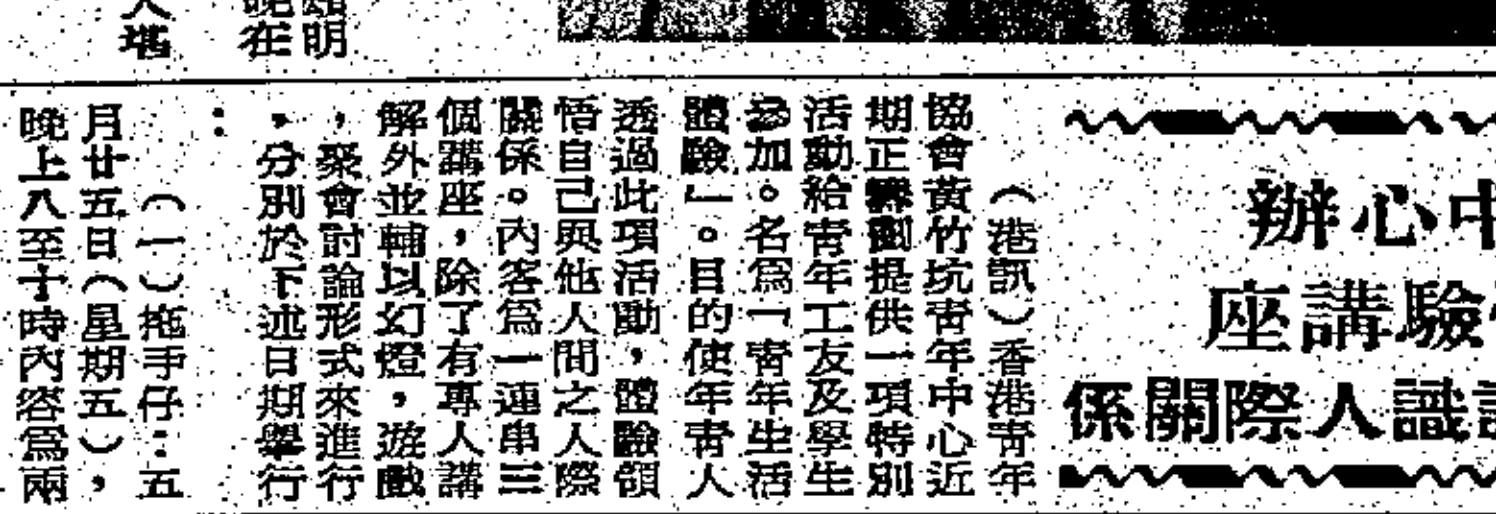 中心辦
驗講座
識人際關係
（港訊）香港青年
協會黃竹坑青年中心近
期正籌劃提供一項特別
活動給青年工友及學生
參加。名爲「青年生活
體驗」。目的使年青人
透過此項活動，體驗領
悟自己與他人間之人際
關係。內容爲一連串三
個講座，除了有專人講
解外並輔以幻燈，遊戲
，聚會討論形式來進行
，分別於下述日期舉行
：
（一）拖手仔：五
月廿五日（星期五），
晚上八至十時內容爲兩
明
晚在